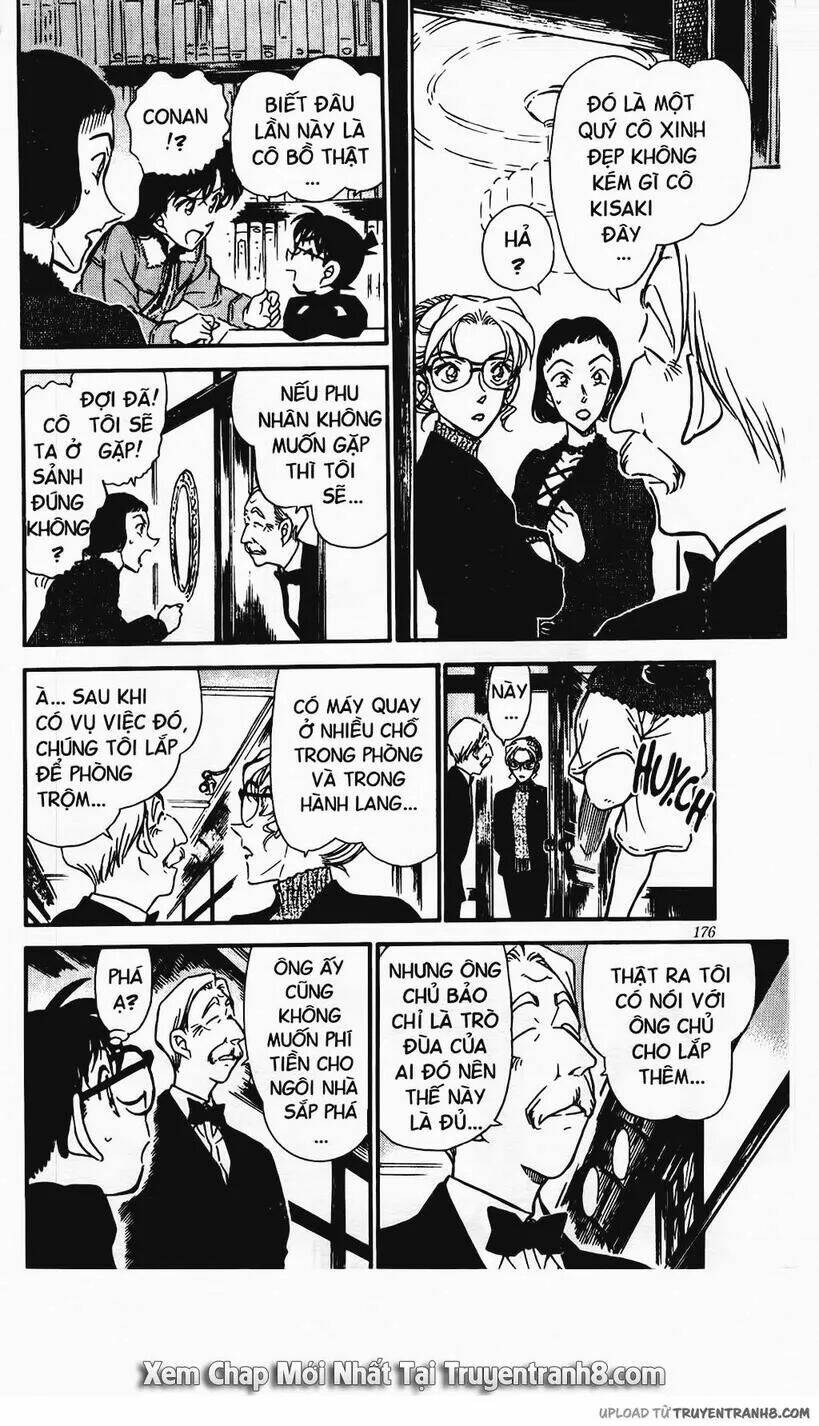 ĐÓ LÀ MỘT
QUÝ CÔ XINH
ĐẸP KHÔNG
KÉM GÌ CÔ
KISAKI
ĐÂY
...
HẢ
?
BIẾT ĐÂU
LẦN NÀY LÀ
CÔ BỒ THẬT
...
CONAN
!?
NẾU PHU
NHÂN KHÔNG
MUỐN GẶP
THÌ TÔI
SẼ...
ĐỢI ĐÃ!
TÔI SẼ
GẶP!
CÔ
TA Ở
SẢNH
ĐÚNG
KHÔNG
?
NÀY
...
HUỴCH
CÓ MÁY QUAY
Ở NHIỀU CHỖ
TRONG PHÒNG
VÀ TRONG
HÀNH LANG...
À... SAU KHI
CÓ VỤ VIỆC ĐÓ,
CHÚNG TÔI LẮP
ĐỂ PHÒNG
TRỘM...
176
THẬT RA TÔI
CÓ NÓI VỚI
ÔNG CHỦ
CHO LẮP
THÊM...
NHƯNG ÔNG
CHỦ BẢO
CHỈ LÀ TRÒ
ĐÙA CỦA
AI ĐÓ NÊN
THẾ NÀY
LÀ ĐỦ...
ÔNG ẤY
CŨNG
KHÔNG
MUỐN PHÍ
TIỀN CHO
NGÔI NHÀ
SẮP PHÁ
...
PHÁ
Ạ?
Xem Chap Mới Nhất Tại Truyentranh8.com
UPLOAD TỪ TRUYENTRANH8.COM